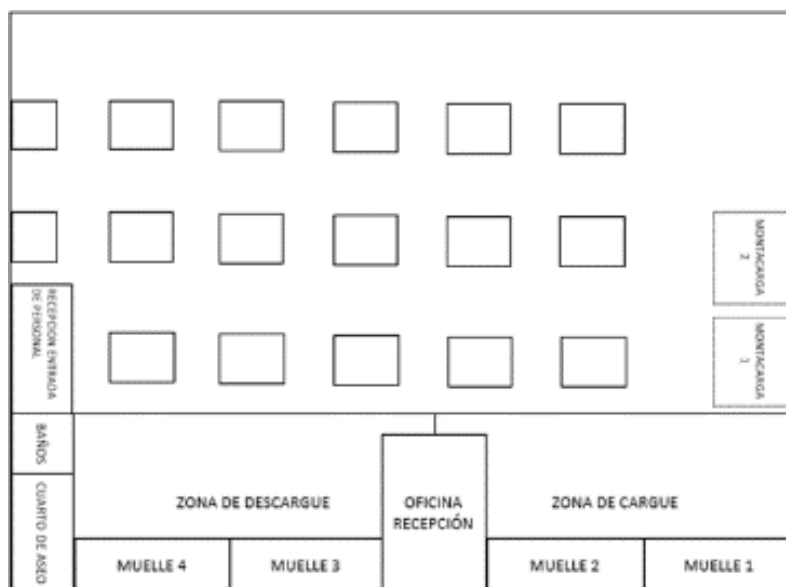 MONTACARGA
2
MONTACARGA
1
RECEPCION ENTRADA
DE PERSONAL
BAÑOS
CUARTO DE ASEO
ZONA DE DESCARGUE
OFICINA
RECEPCIÓN
ZONA DE CARGUE
MUELLE 4
MUELLE 3
MUELLE 2
MUELLE 1